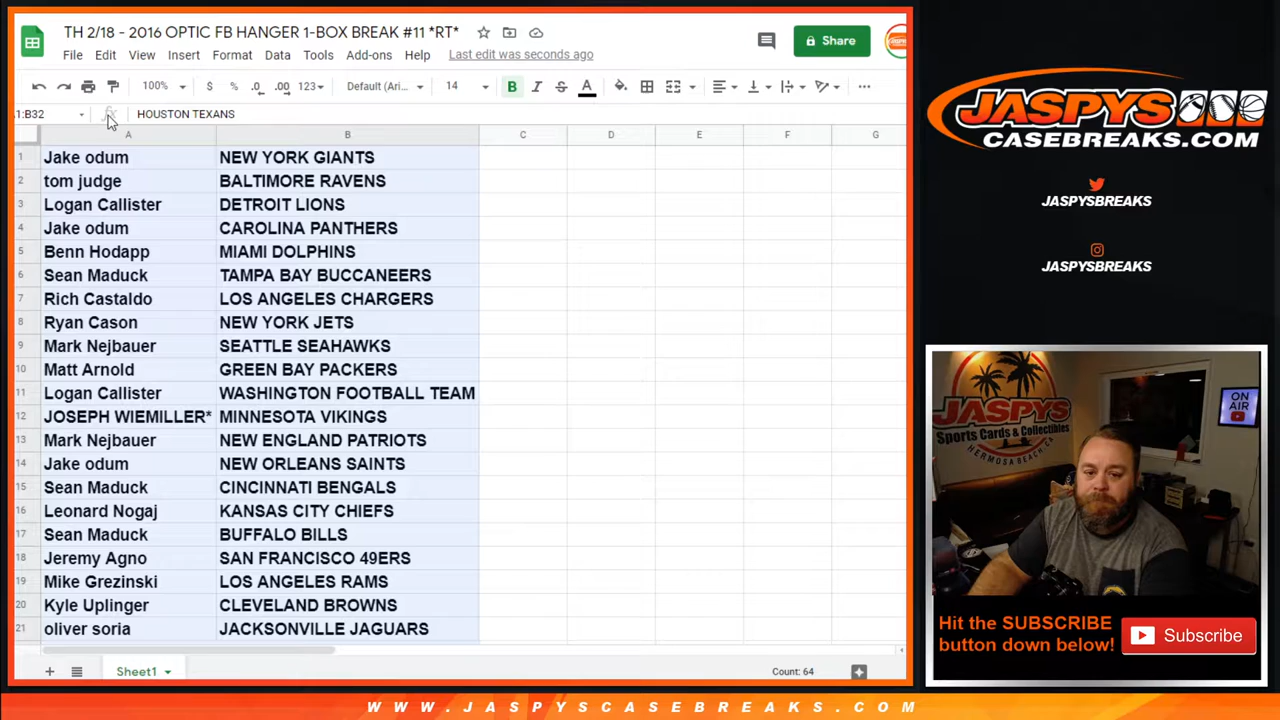 TH 2/18 - 2016 OPTIC FB HANGER 1-BOX BREAK #11 *RT*
File Edit View Insert Format Data Tools Add-ons Help Last edit was seconds ago
Share
100% $ % .0 .00 123 Default (Ari... 14 B I S A
1:B32 fx HOUSTON TEXANS
A B C D E F G
1 Jake odum NEW YORK GIANTS
2 tom judge BALTIMORE RAVENS
3 Logan Callister DETROIT LIONS
4 Jake odum CAROLINA PANTHERS
5 Benn Hodapp MIAMI DOLPHINS
6 Sean Maduck TAMPA BAY BUCCANEERS
7 Rich Castaldo LOS ANGELES CHARGERS
8 Ryan Cason NEW YORK JETS
9 Mark Nejbauer SEATTLE SEAHAWKS
10 Matt Arnold GREEN BAY PACKERS
11 Logan Callister WASHINGTON FOOTBALL TEAM
12 JOSEPH WIEMILLER* MINNESOTA VIKINGS
13 Mark Nejbauer NEW ENGLAND PATRIOTS
14 Jake odum NEW ORLEANS SAINTS
15 Sean Maduck CINCINNATI BENGALS
16 Leonard Nogaj KANSAS CITY CHIEFS
17 Sean Maduck BUFFALO BILLS
18 Jeremy Agno SAN FRANCISCO 49ERS
19 Mike Grezinski LOS ANGELES RAMS
20 Kyle Uplinger CLEVELAND BROWNS
21 oliver soria JACKSONVILLE JAGUARS
Sheet1 Count: 64
JASPYS
CASEBREAKS.COM
JASPYSBREAKS
JASPYSBREAKS
JASPYS
Sports Cards & Collectibles
HERMOSA BEACH, CA
ON
AIR
Hit the SUBSCRIBE
button down below!
Subscribe
WWW.JASPYSCASEBREAKS.COM